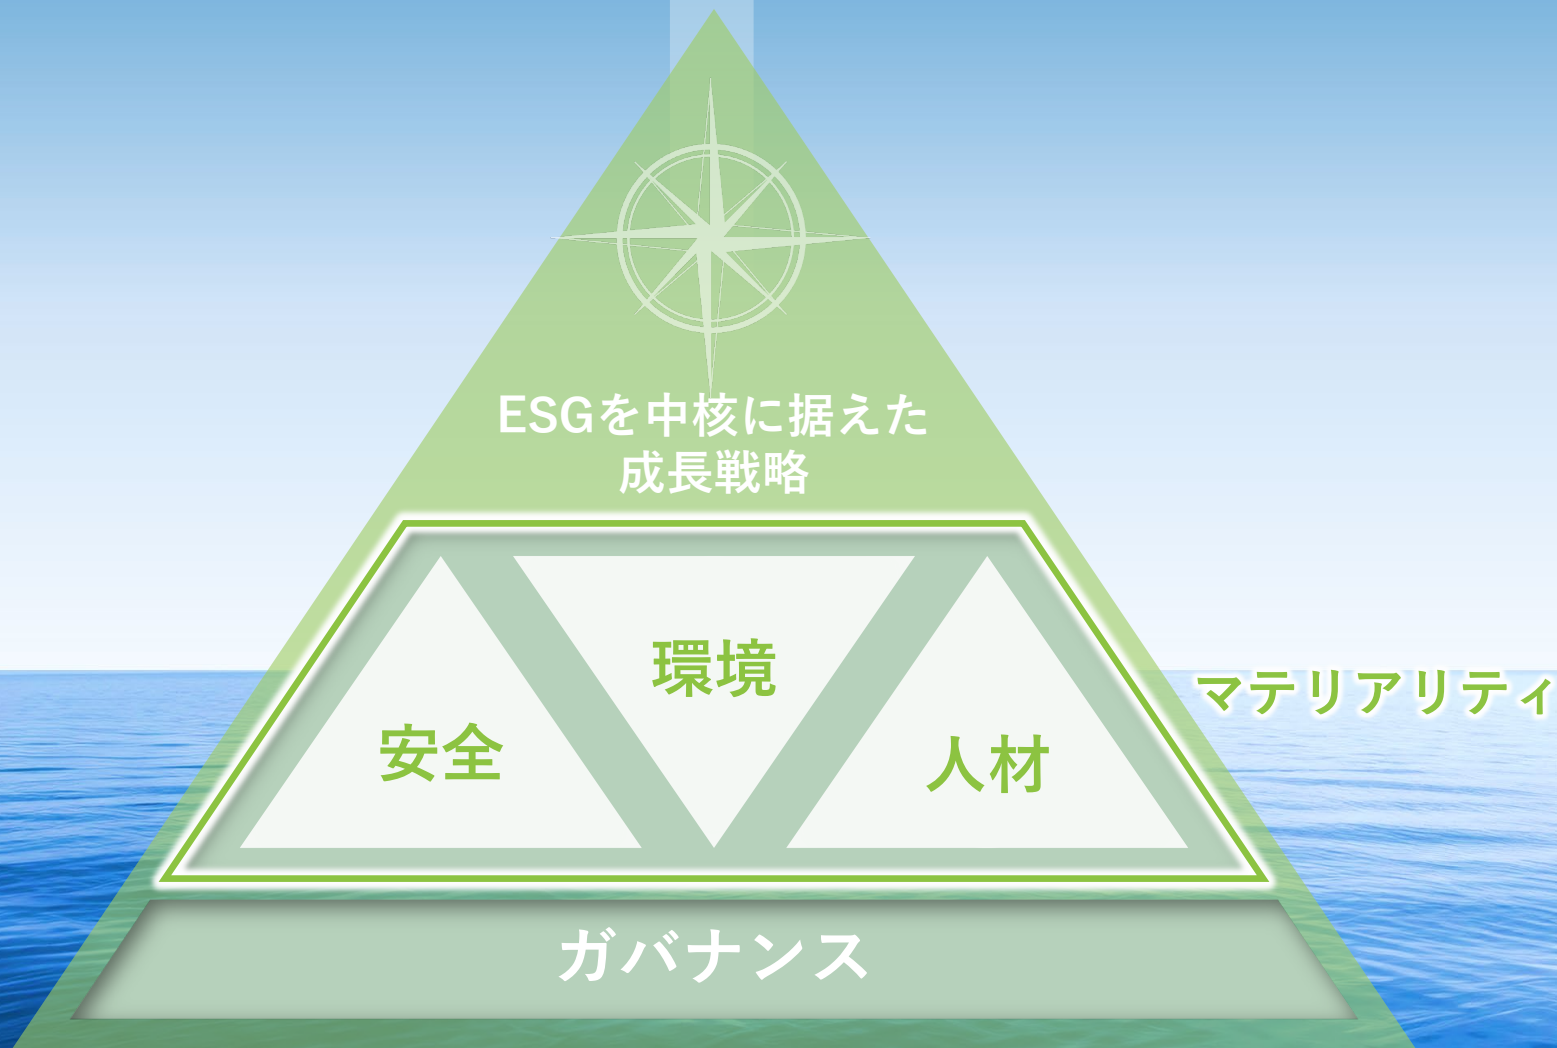 ESGを中核に据えた
成長戦略
環境
安全
人材
マテリアリティ
ガバナンス